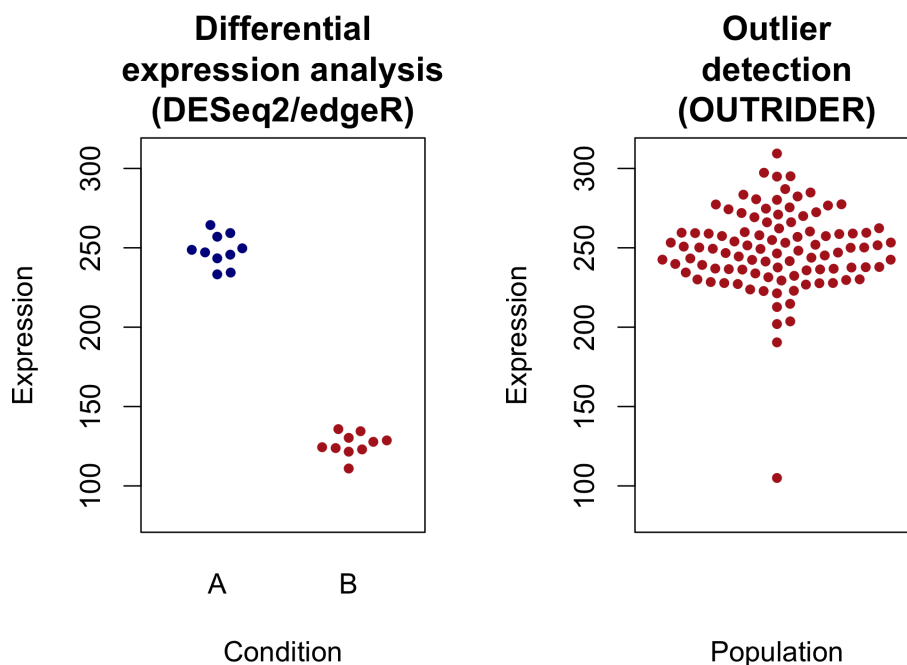 Differential
expression analysis
(DESeq2/edgeR)
300
250
200
150
100
Expression
A
B
Condition
Outlier
detection
(OUTRIDER)
300
250
200
150
100
Expression
Population